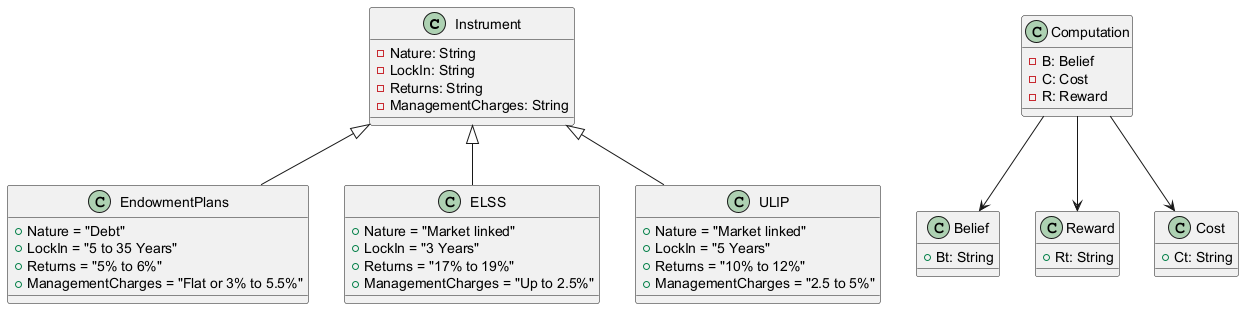 C Instrument
Nature: String
LockIn: String
Returns: String
ManagementCharges: String
C Computation
B: Belief
C: Cost
R: Reward
C EndowmentPlans
Nature = "Debt"
LockIn = "5 to 35 Years"
Returns = "5% to 6%"
ManagementCharges = "Flat or 3% to 5.5%"
C ELSS
Nature = "Market linked"
LockIn = "3 Years"
Returns = "17% to 19%"
ManagementCharges = "Up to 2.5%"
C ULIP
Nature = "Market linked"
LockIn = "5 Years"
Returns = "10% to 12%"
ManagementCharges = "2.5 to 5%"
C Belief
Bt: String
C Reward
Rt: String
C Cost
Ct: String